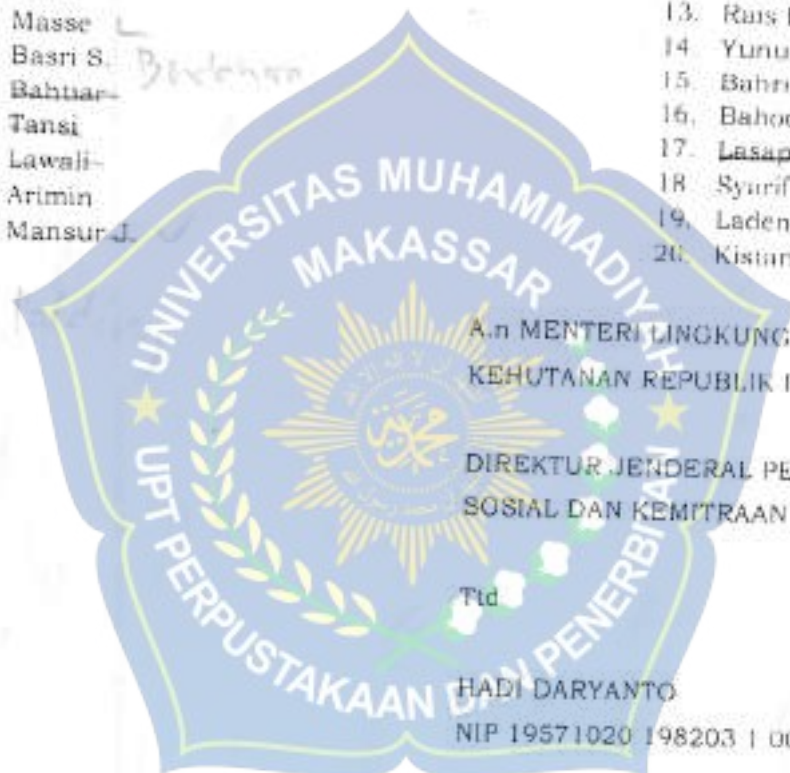 Masse
Basri S.
Bahtiar
Tansi
Lawali
Arimin
Mansur J.
13. Rais
14. Yunu
15. Bahri
16. Bahod
17. Lasap
18 Syarif
19. Laden
20. Kistan
A.n MENTERI LINGKUNG
KEHUTANAN REPUBLIK I
DIREKTUR JENDERAL PE
SOSIAL DAN KEMITRAAN
Ttd
HADI DARYANTO
NIP 19571020 198203 1 00
UNIVERSITAS MUHAMMADIYAH
MAKASSAR
UPT PERPUSTAKAAN DAN PENERBITAN